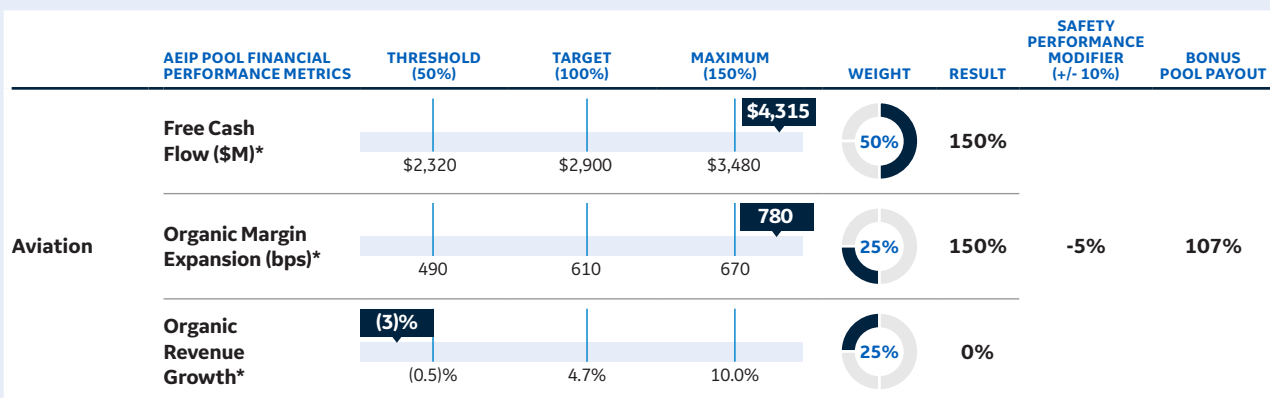 AEIP POOL FINANCIAL
PERFORMANCE METRICS
THRESHOLD
(50%)
TARGET
(100%)
MAXIMUM
(150%)
WEIGHT
RESULT
SAFETY
PERFORMANCE
MODIFIER
(+/- 10%)
BONUS
POOL PAYOUT
Aviation
Free Cash
Flow ($M)*
$4,315
$2,320
$2,900
$3,480
50%
150%
Organic Margin
Expansion (bps)*
780
490
610
670
25%
150%
-5%
107%
Organic
Revenue
Growth*
(3)%
(0.5)%
4.7%
10.0%
25%
0%